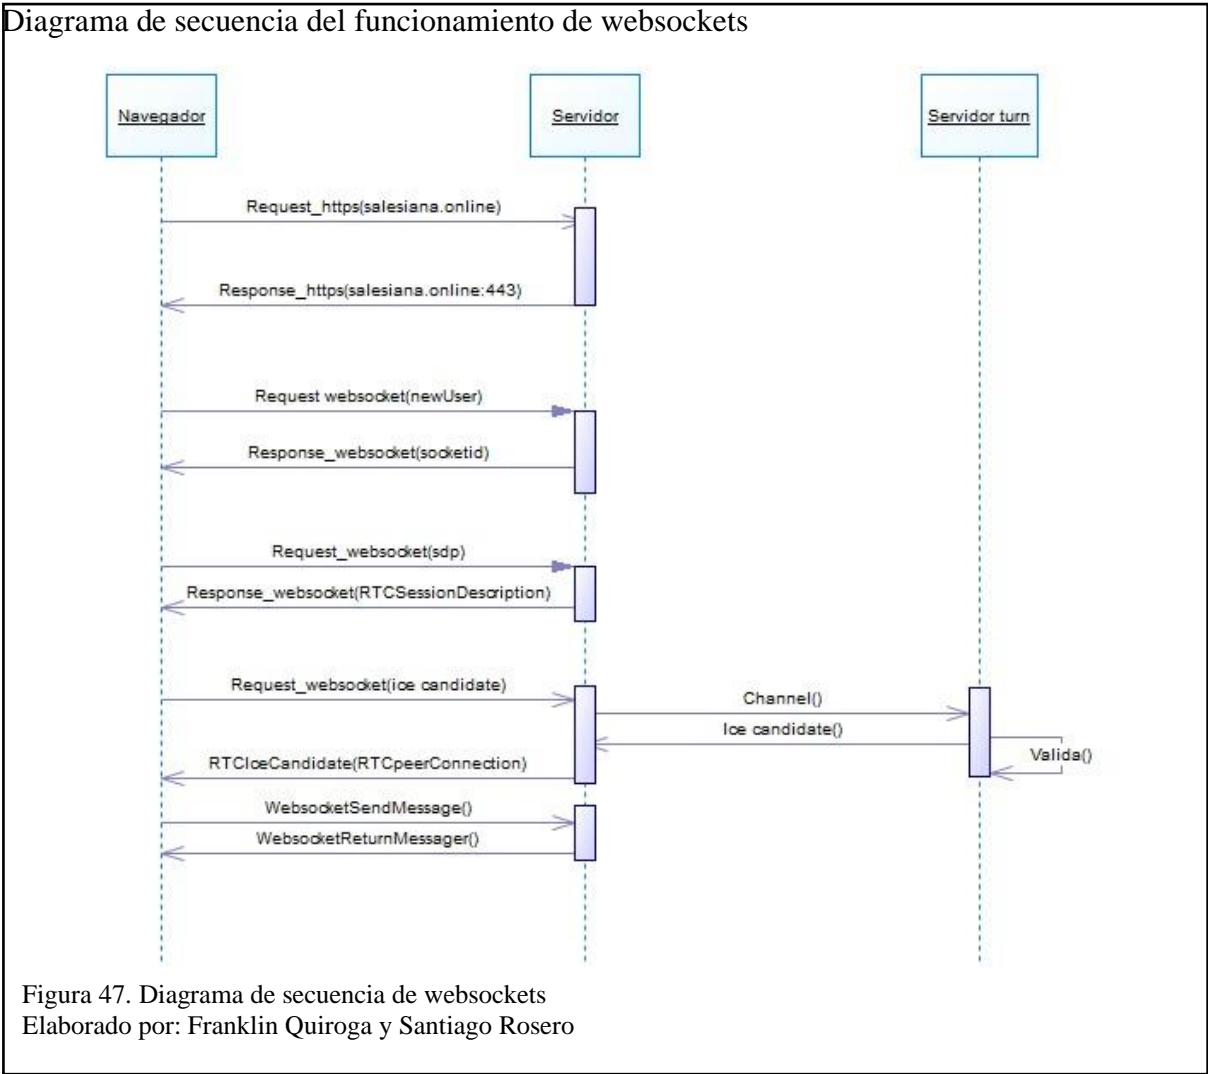 Diagrama de secuencia del funcionamiento de websockets
Navegador
Servidor
Servidor turn
Request_https(salesiana.online)
Response_https(salesiana.online:443)
Request websocket(newUser)
Response_websocket(socketid)
Request_websocket(sdp)
Response_websocket(RTCSessionDescription)
Request_websocket(ice candidate)
Channel()
Ice candidate()
Valida()
RTCIceCandidate(RTCpeerConnection)
WebsocketSendMessage()
WebsocketReturnMessager()
Figura 47. Diagrama de secuencia de websockets
Elaborado por: Franklin Quiroga y Santiago Rosero